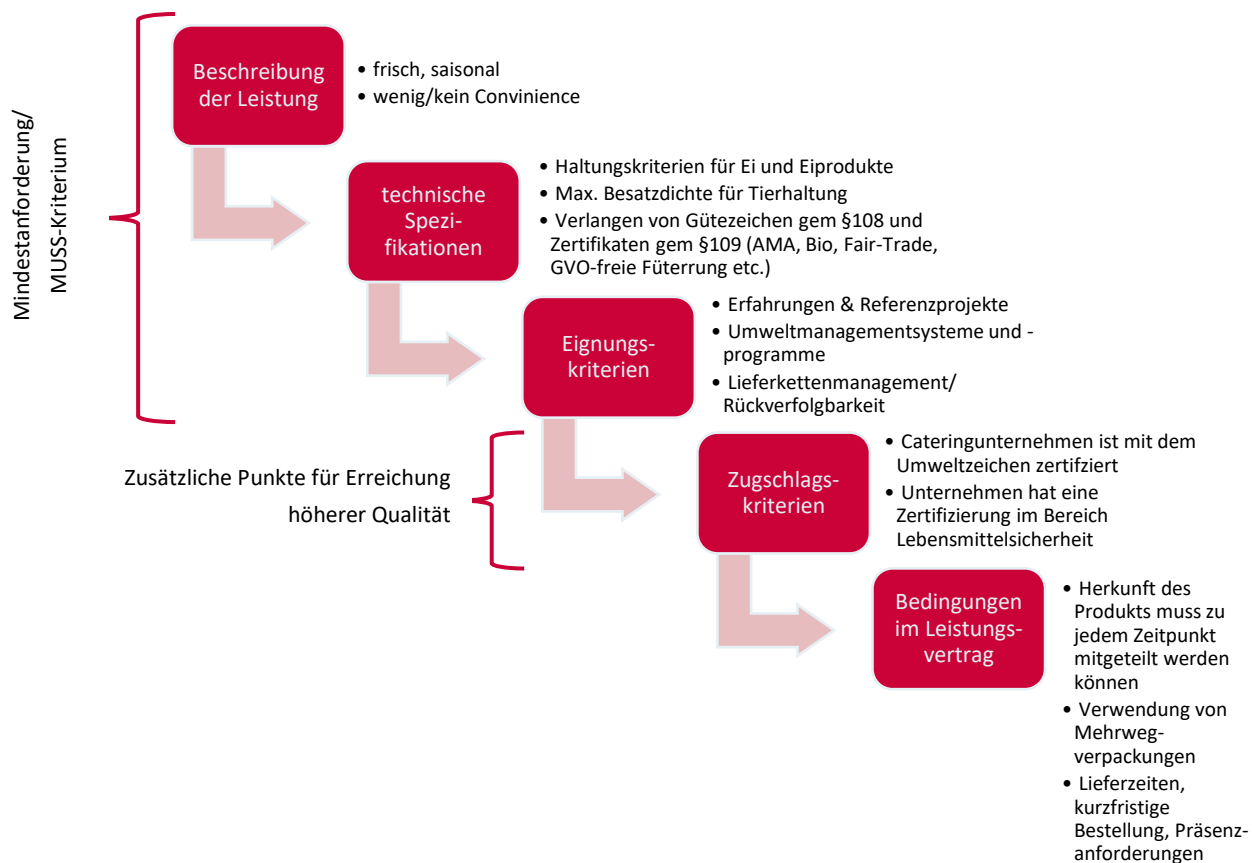 Mindestanforderung/
MUSS-Kriterium
Beschreibung
der Leistung
• frisch, saisonal
• wenig/kein Convinience
technische
Spezi-
fikationen
• Haltungskriterien für Ei und Eiprodukte
• Max. Besatzdichte für Tierhaltung
• Verlangen von Gütezeichen gem §108 und
Zertifikaten gem §109 (AMA, Bio, Fair-Trade,
GVO-freie Füterrung etc.)
Eignungs-
kriterien
• Erfahrungen & Referenzprojekte
• Umweltmanagementsysteme und -
programme
• Lieferkettenmanagement/
Rückverfolgbarkeit
Zusätzliche Punkte für Erreichung
höherer Qualität
Zugschlags-
kriterien
• Cateringunternehmen ist mit dem
Umweltzeichen zertifziert
• Unternehmen hat eine
Zertifizierung im Bereich
Lebensmittelsicherheit
Bedingungen
im Leistungs-
vertrag
• Herkunft des
Produkts muss zu
jedem Zeitpunkt
mitgeteilt werden
können
• Verwendung von
Mehrweg-
verpackungen
• Lieferzeiten,
kurzfristige
Bestellung, Präsenz-
anforderungen